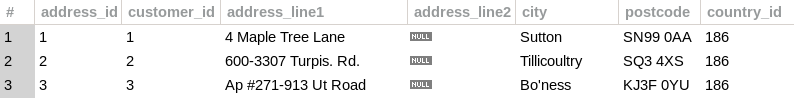 # address_id customer_id address_line1 address_line2 city postcode country_id
1 1 1 4 Maple Tree Lane NULL Sutton SN99 0AA 186
2 2 2 600-3307 Turpis. Rd. NULL Tillicoultry SQ3 4XS 186
3 3 3 Ap #271-913 Ut Road NULL Bo'ness KJ3F 0YU 186